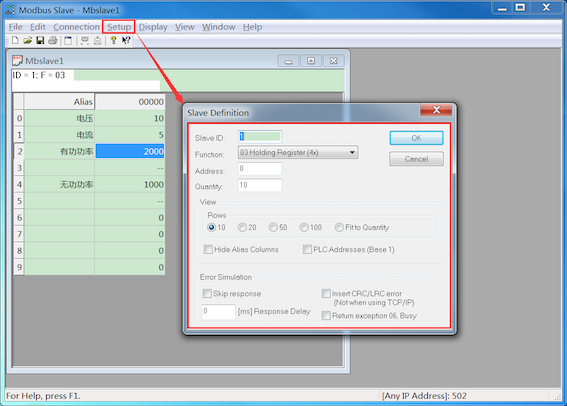 Modbus Slave - Mbslave1
File Edit Connection Setup Display View Window Help
Mbslave1
ID = 1: F = 03
Alias 00000
0 电压 10
1 电流 5
2 有功功率 2000
3 --
4 无功功率 1000
5 --
6 0
7 0
8 0
9 0
Slave Definition
Slave ID: 1
OK
Function: 03 Holding Register (4x)
Cancel
Address: 0
Quantity: 10
View
Rows
10 20 50 100 Fit to Quantity
Hide Alias Columns PLC Addresses (Base 1)
Error Simulation
Skip response Insert CRC/LRC error
(Not when using TCP/IP)
0 [ms] Response Delay
Return exception 06, Busy
For Help, press F1. [Any IP Address]: 502